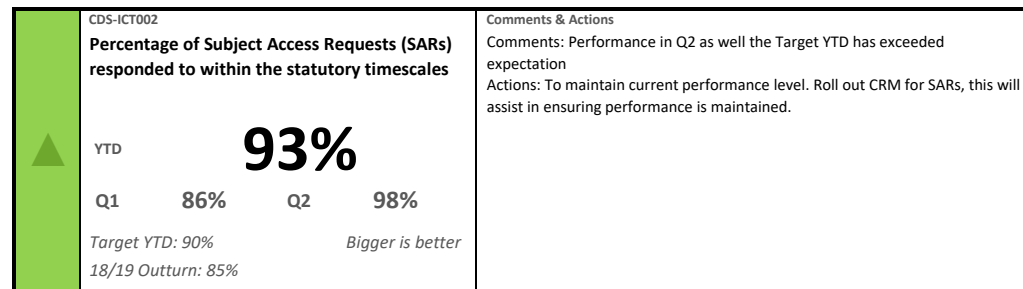 CDS-ICT002
Percentage of Subject Access Requests (SARs)
responded to within the statutory timescales
YTD 93%
Q1 86% Q2 98%
Target YTD: 90% Bigger is better
18/19 Outturn: 85%
Comments & Actions
Comments: Performance in Q2 as well the Target YTD has exceeded
expectation
Actions: To maintain current performance level. Roll out CRM for SARs, this will
assist in ensuring performance is maintained.